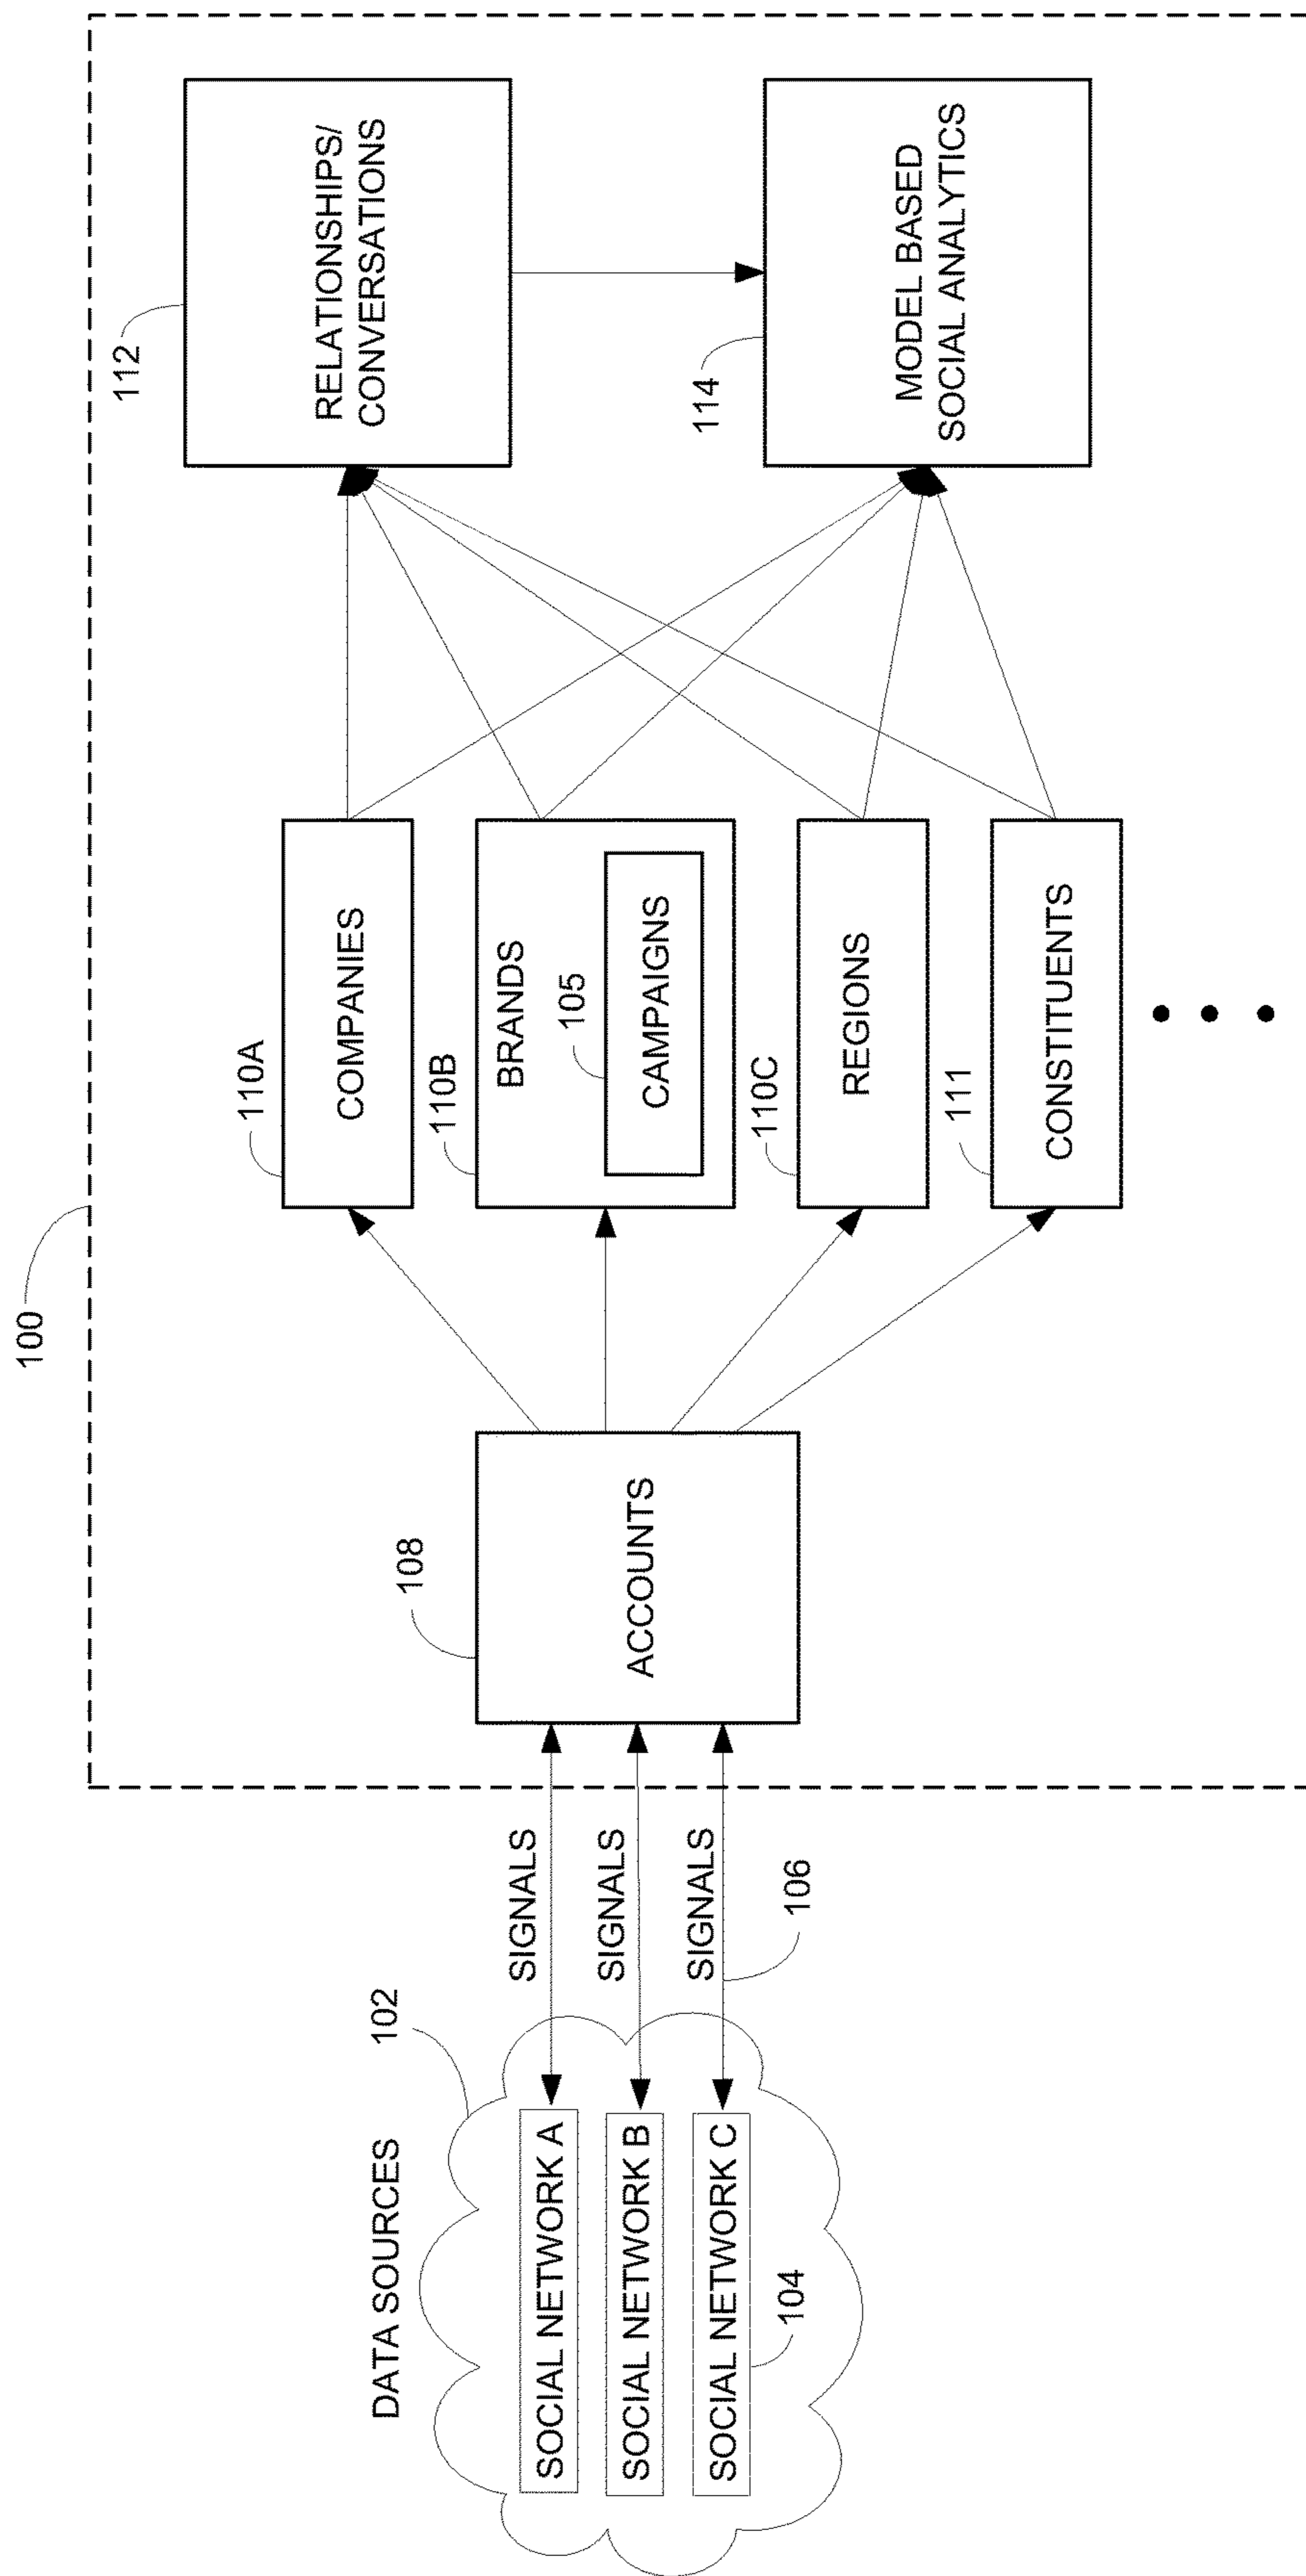 100
DATA SOURCES
102
SOCIAL NETWORK A
SOCIAL NETWORK B
SOCIAL NETWORK C
104
SIGNALS
SIGNALS
SIGNALS
106
108
ACCOUNTS
110A
COMPANIES
110B
BRANDS
105
CAMPAIGNS
110C
REGIONS
111
CONSTITUENTS
112
RELATIONSHIPS/
CONVERSATIONS
114
MODEL BASED
SOCIAL ANALYTICS